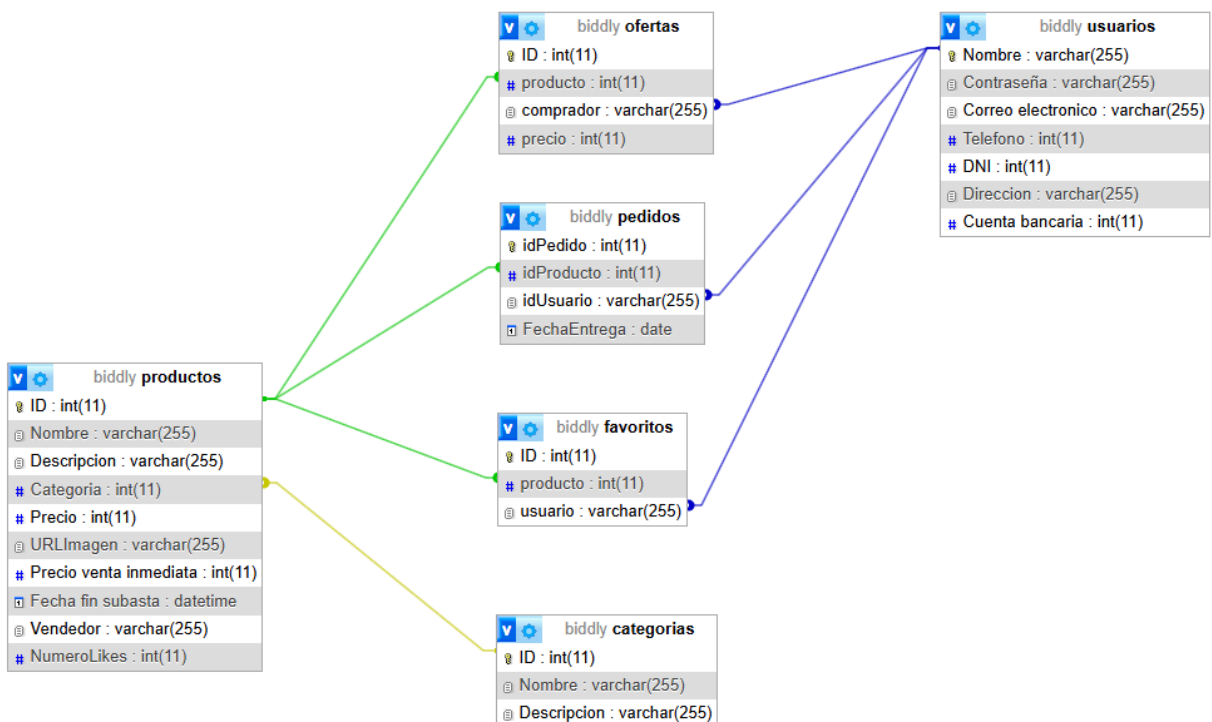 biddly ofertas
ID : int(11)
producto : int(11)
comprador : varchar(255)
precio : int(11)
biddly usuarios
Nombre : varchar(255)
Contraseña : varchar(255)
Correo electronico : varchar(255)
Telefono : int(11)
DNI : int(11)
Direccion : varchar(255)
Cuenta bancaria : int(11)
biddly pedidos
idPedido : int(11)
idProducto : int(11)
idUsuario : varchar(255)
FechaEntrega : date
biddly productos
ID : int(11)
Nombre : varchar(255)
Descripcion : varchar(255)
Categoria : int(11)
Precio : int(11)
URLImagen : varchar(255)
Precio venta inmediata : int(11)
Fecha fin subasta : datetime
Vendedor : varchar(255)
NumeroLikes : int(11)
biddly favoritos
ID : int(11)
producto : int(11)
usuario : varchar(255)
biddly categorias
ID : int(11)
Nombre : varchar(255)
Descripcion : varchar(255)